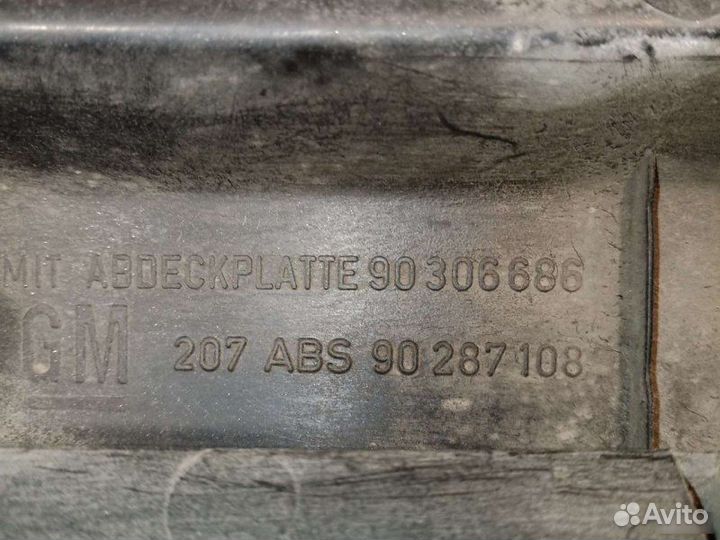 MIT ABDECKPLATTE 90 306 686
GM 207 ABS 90 287 108
Avito